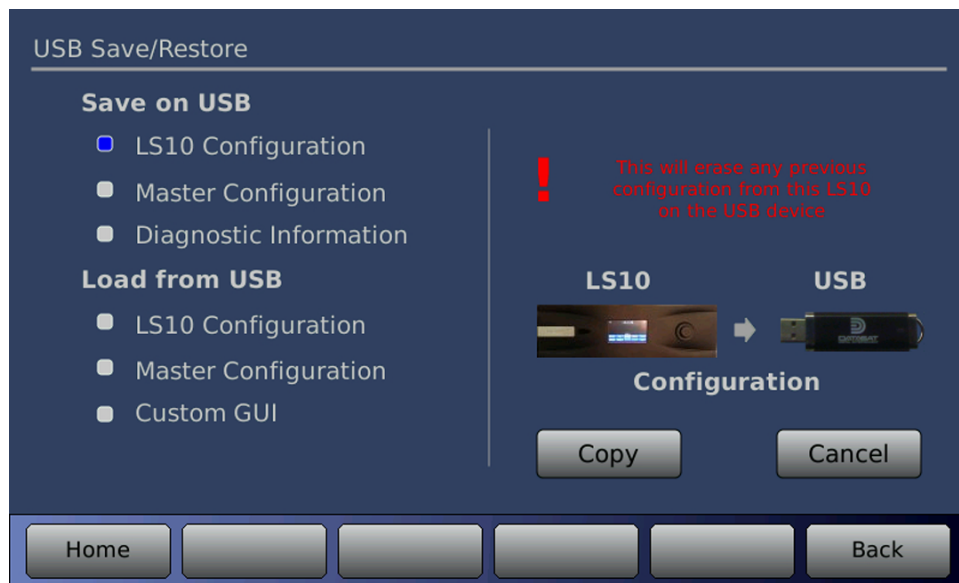 USB Save/Restore
Save on USB
LS10 Configuration
Master Configuration
Diagnostic Information
Load from USB
LS10 Configuration
Master Configuration
Custom GUI
!
This will erase any previous
configuration from this LS10
on the USB device
LS10
USB
DATASAT
Configuration
Copy
Cancel
Home
Back